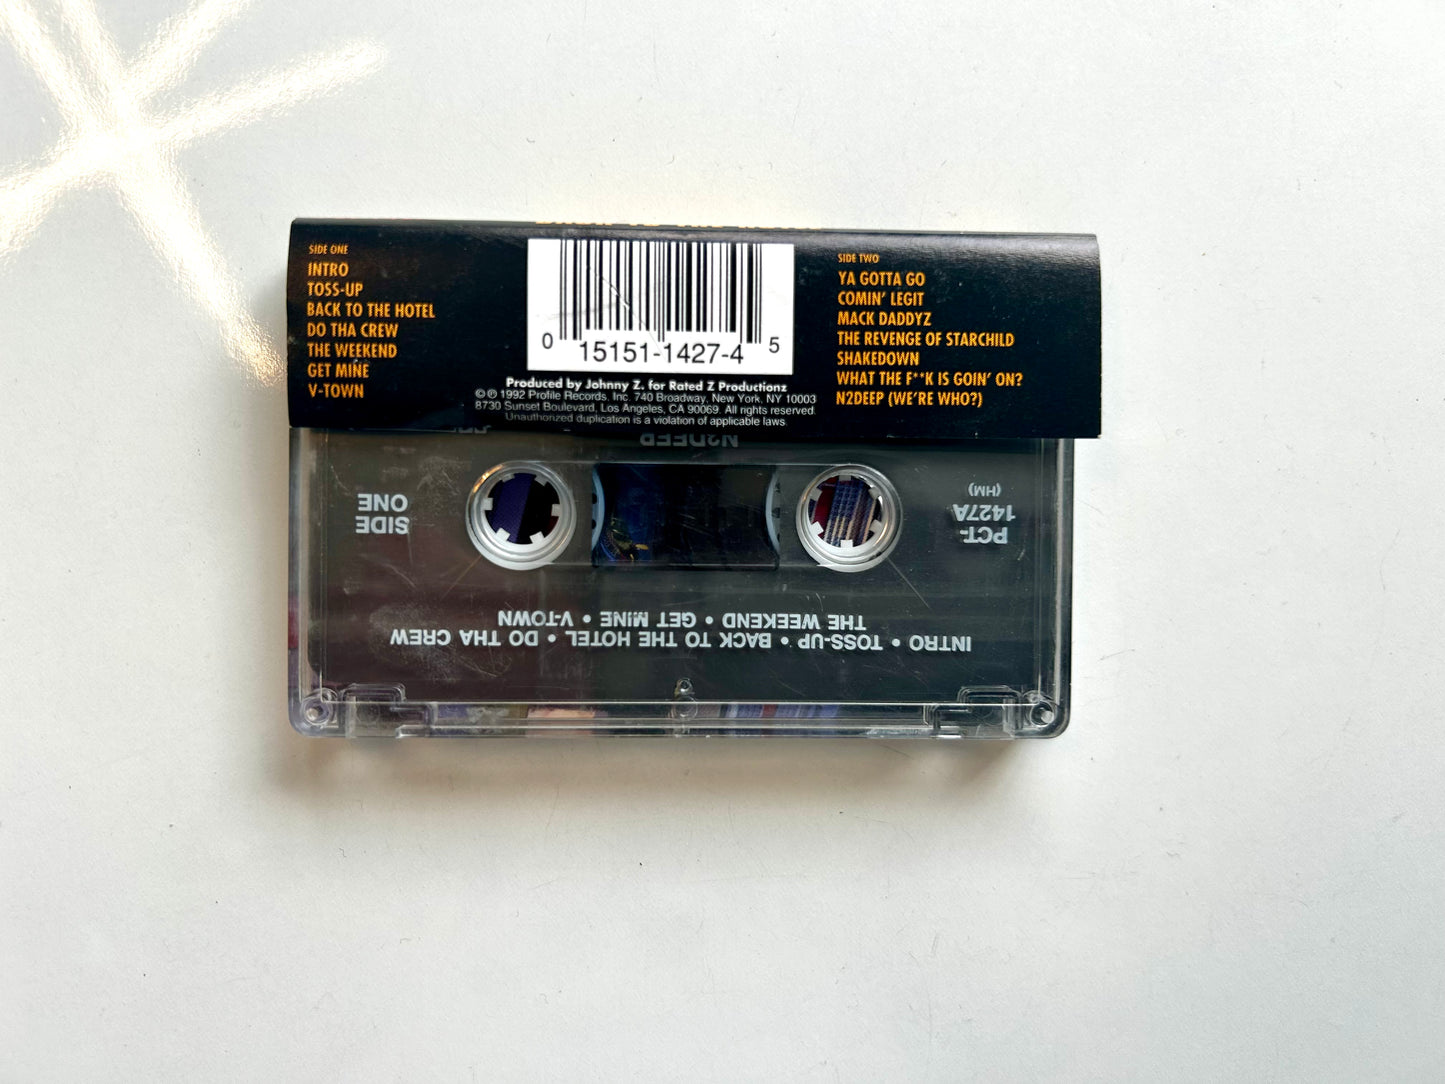 SIDE ONE
INTRO
TOSS-UP
BACK TO THE HOTEL
DO THA CREW
THE WEEKEND
GET MINE
V-TOWN
0 15151-1427-4 5
Produced by Johnny Z. for Rated Z Productionz
©℗ 1992 Profile Records, Inc. 740 Broadway, New York, NY 10003
8730 Sunset Boulevard, Los Angeles, CA 90069. All rights reserved.
Unauthorized duplication is a violation of applicable laws.
SIDE TWO
YA GOTTA GO
COMIN' LEGIT
MACK DADDYZ
THE REVENGE OF STARCHILD
SHAKEDOWN
WHAT THE F**K IS GOIN' ON?
N2DEEP (WE'RE WHO?)
N2DEEP
SIDE
ONE
PCT-
1427A
(HM)
INTRO • TOSS-UP • BACK TO THE HOTEL • DO THA CREW
THE WEEKEND • GET MINE • V-TOWN